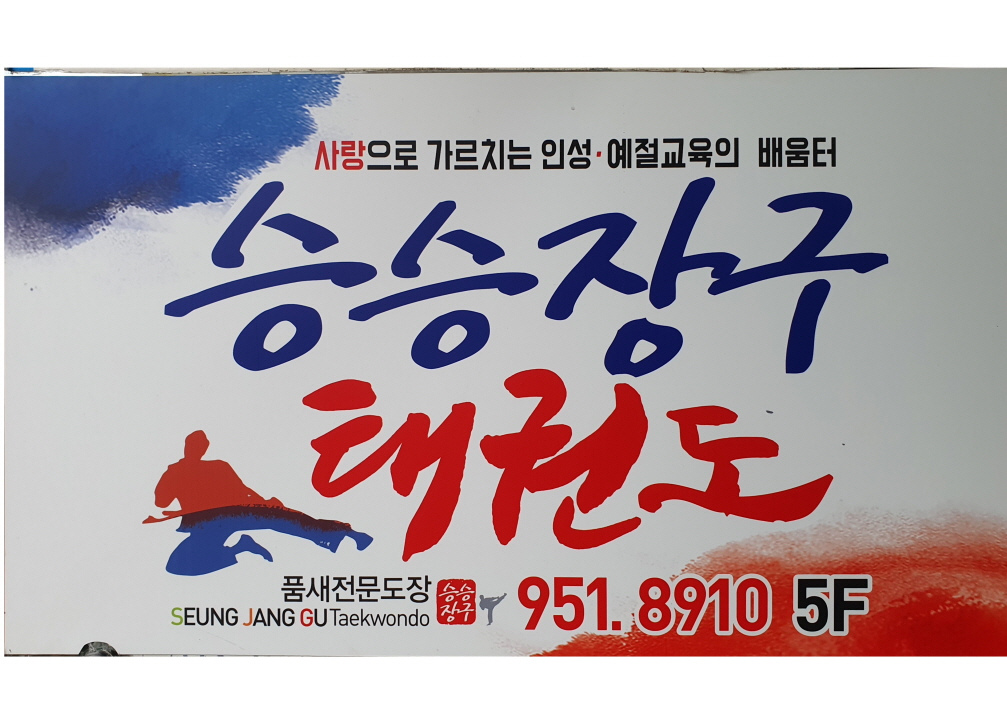 사랑으로 가르치는 인성·예절교육의 배움터
승승장구
태권도
품새전문도장
SEUNG JANG GU Taekwondo
승승
장구
951. 8910 5F